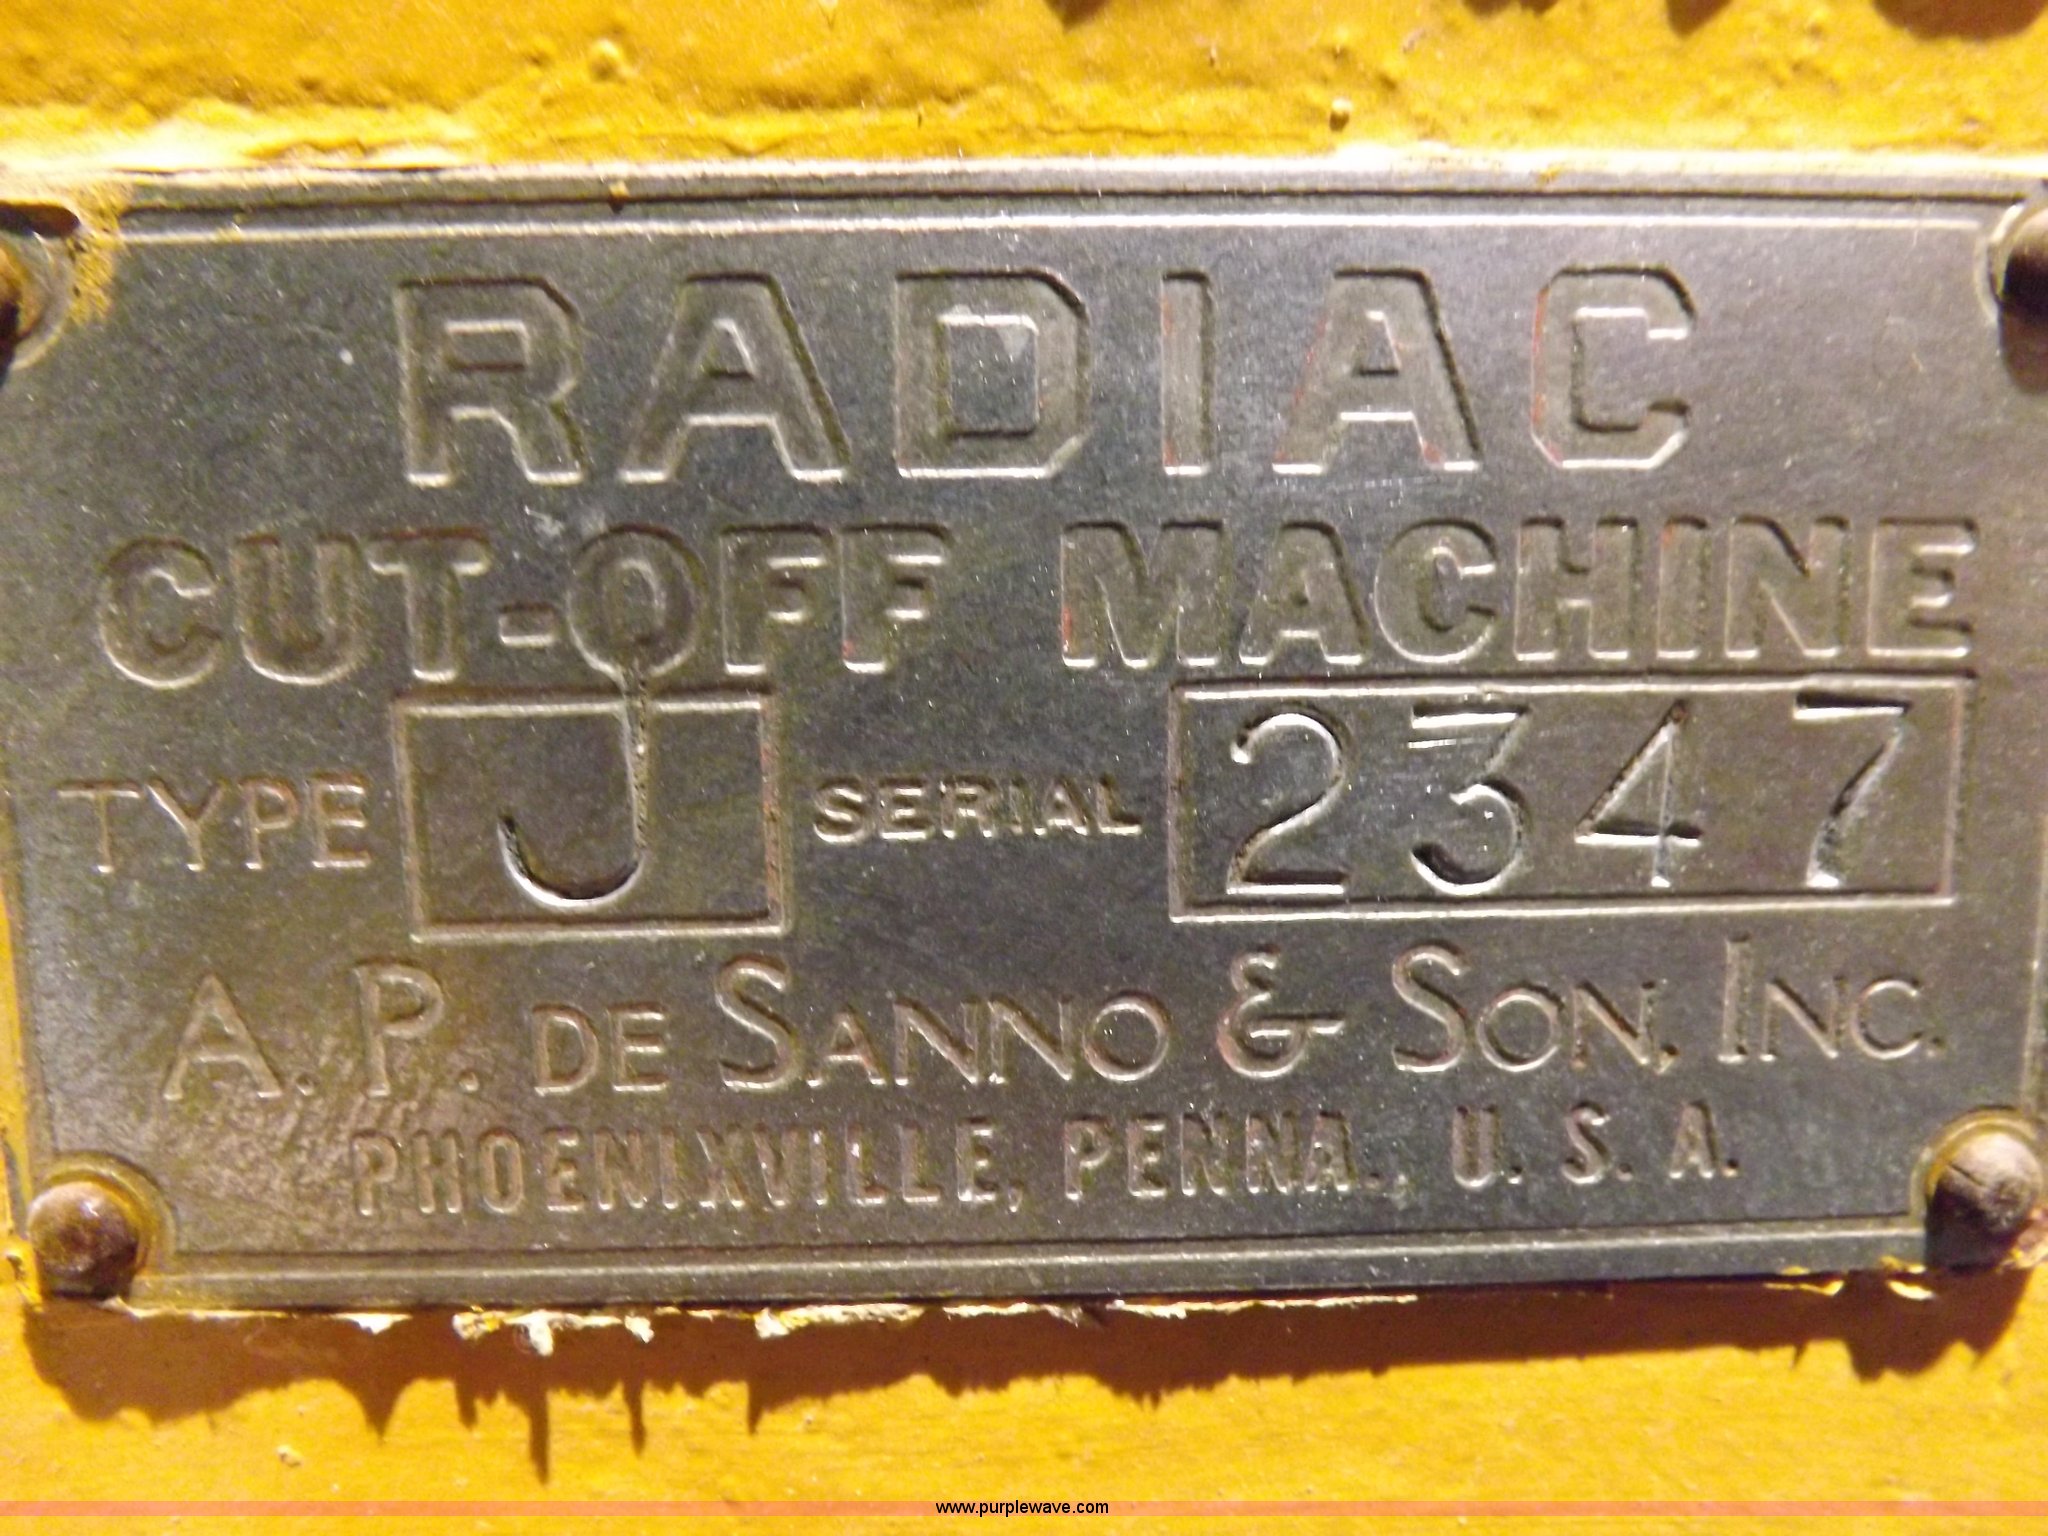 RADIAC
CUT-OFF MACHINE
TYPE J SERIAL 2347
A. P. DE SANNO & SON, INC.
PHOENIXVILLE, PENNA., U. S. A.
www.purplewave.com